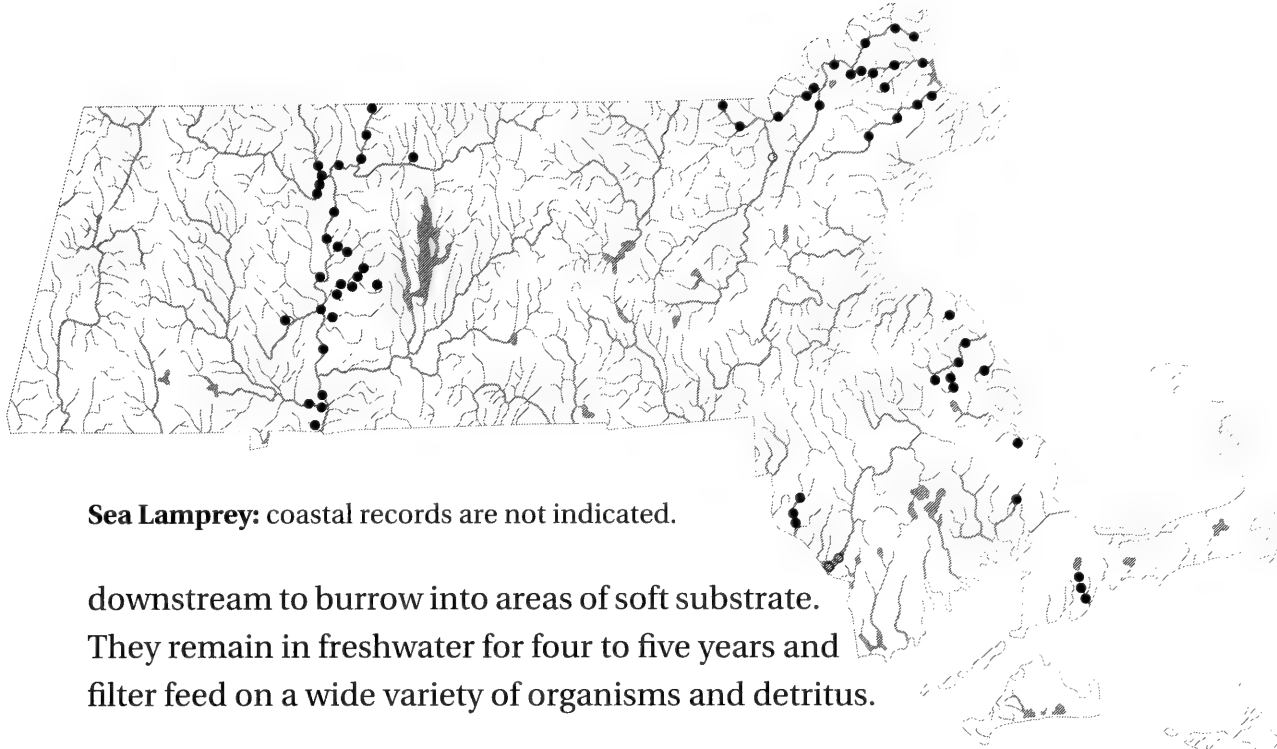 Sea Lamprey: coastal records are not indicated.
downstream to burrow into areas of soft substrate.
They remain in freshwater for four to five years and
filter feed on a wide variety of organisms and detritus.